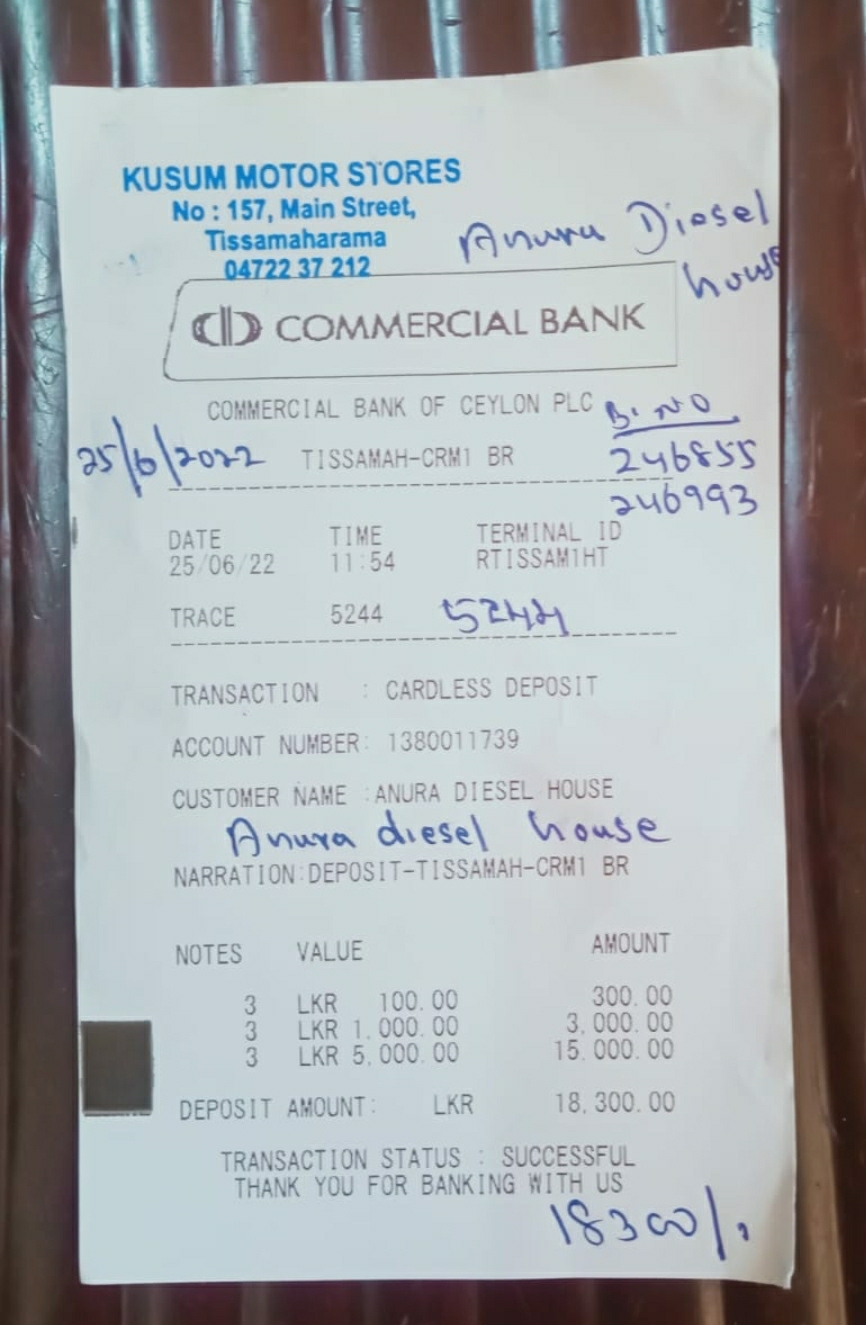 KUSUM MOTOR STORES
No : 157, Main Street,
Tissamaharama
04722 37 212
Anura Diesel
house
COMMERCIAL BANK
COMMERCIAL BANK OF CEYLON PLC
B. NO
25/6/2022 TISSAMAH-CRM1 BR 246855
246993
DATE TIME TERMINAL ID
25/06/22 11:54 RTISSAM1HT
TRACE 5244 5244
TRANSACTION : CARDLESS DEPOSIT
ACCOUNT NUMBER: 1380011739
CUSTOMER NAME :ANURA DIESEL HOUSE
Anura diesel house
NARRATION:DEPOSIT-TISSAMAH-CRM1 BR
NOTES VALUE AMOUNT
3 LKR 100.00 300.00
3 LKR 1,000.00 3,000.00
3 LKR 5,000.00 15,000.00
DEPOSIT AMOUNT: LKR 18,300.00
TRANSACTION STATUS : SUCCESSFUL
THANK YOU FOR BANKING WITH US
18300/.